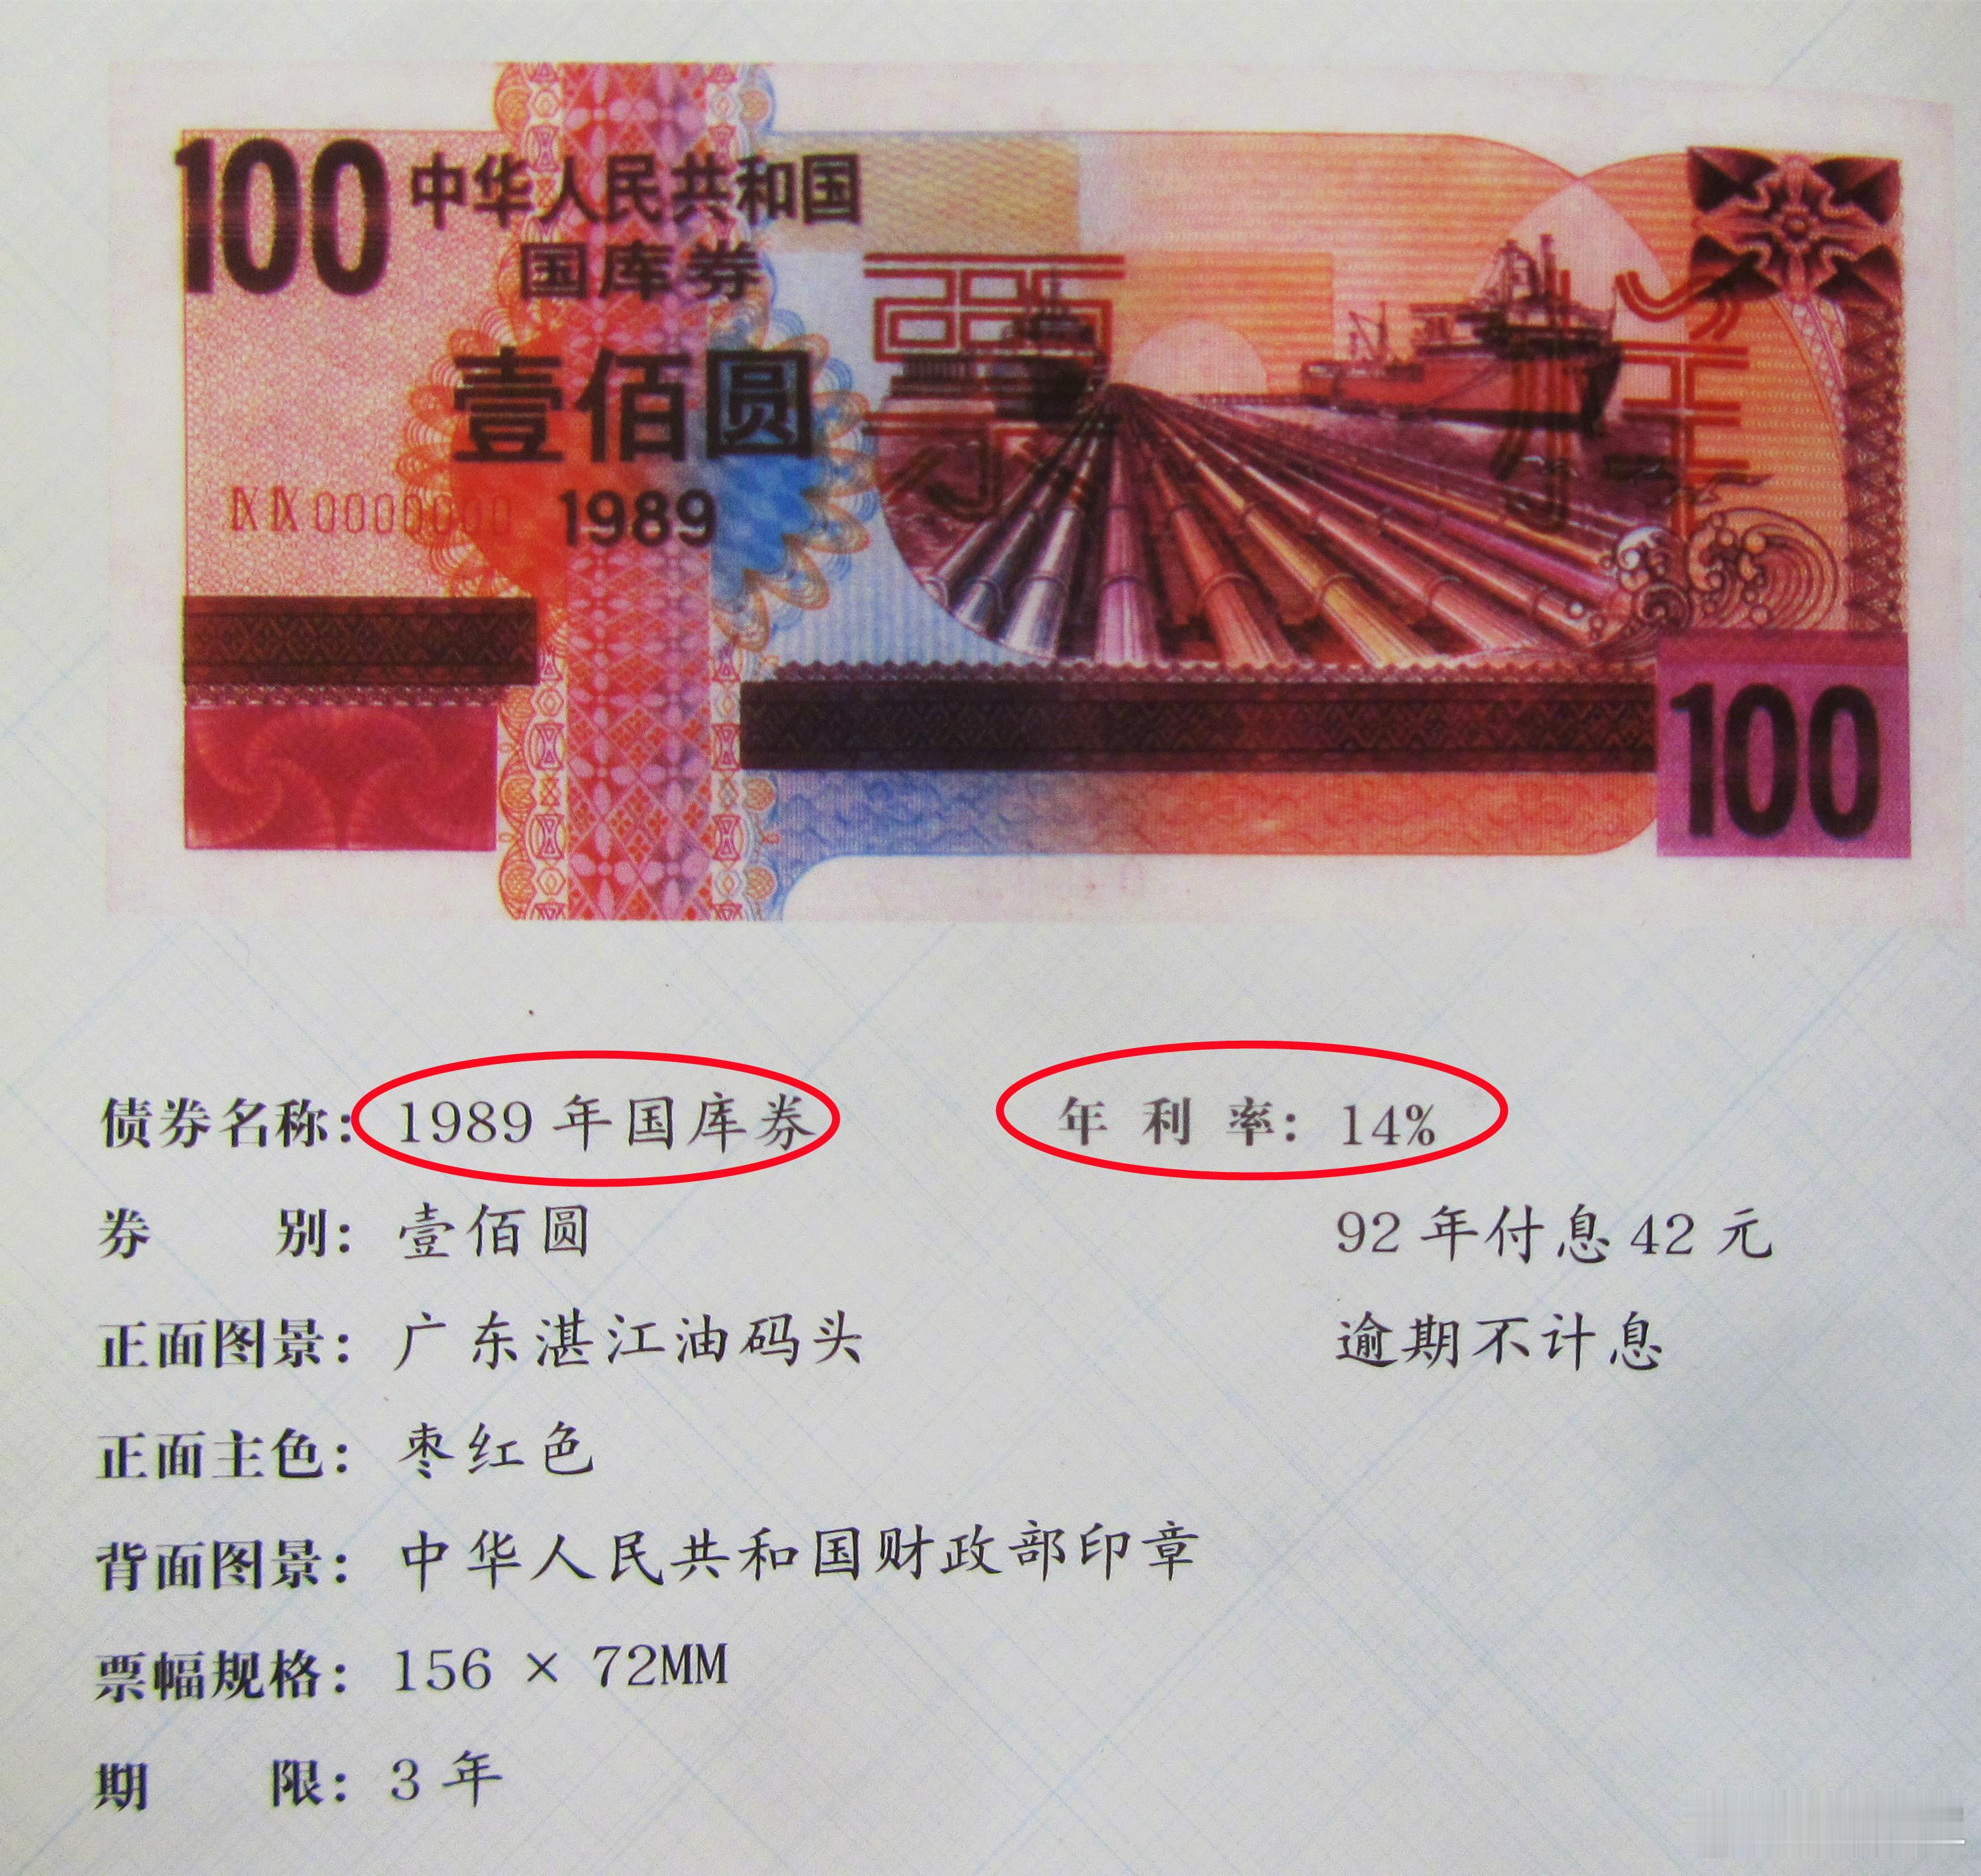 100
中华人民共和国
国库券
壹佰圆
1989
票样
100
债券名称：1989年国库券 年利率：14%
券别：壹佰圆 92年付息42元
正面图景：广东湛江油码头 逾期不计息
正面主色：枣红色
背面图景：中华人民共和国财政部印章
票幅规格：156 × 72MM
期限：3年